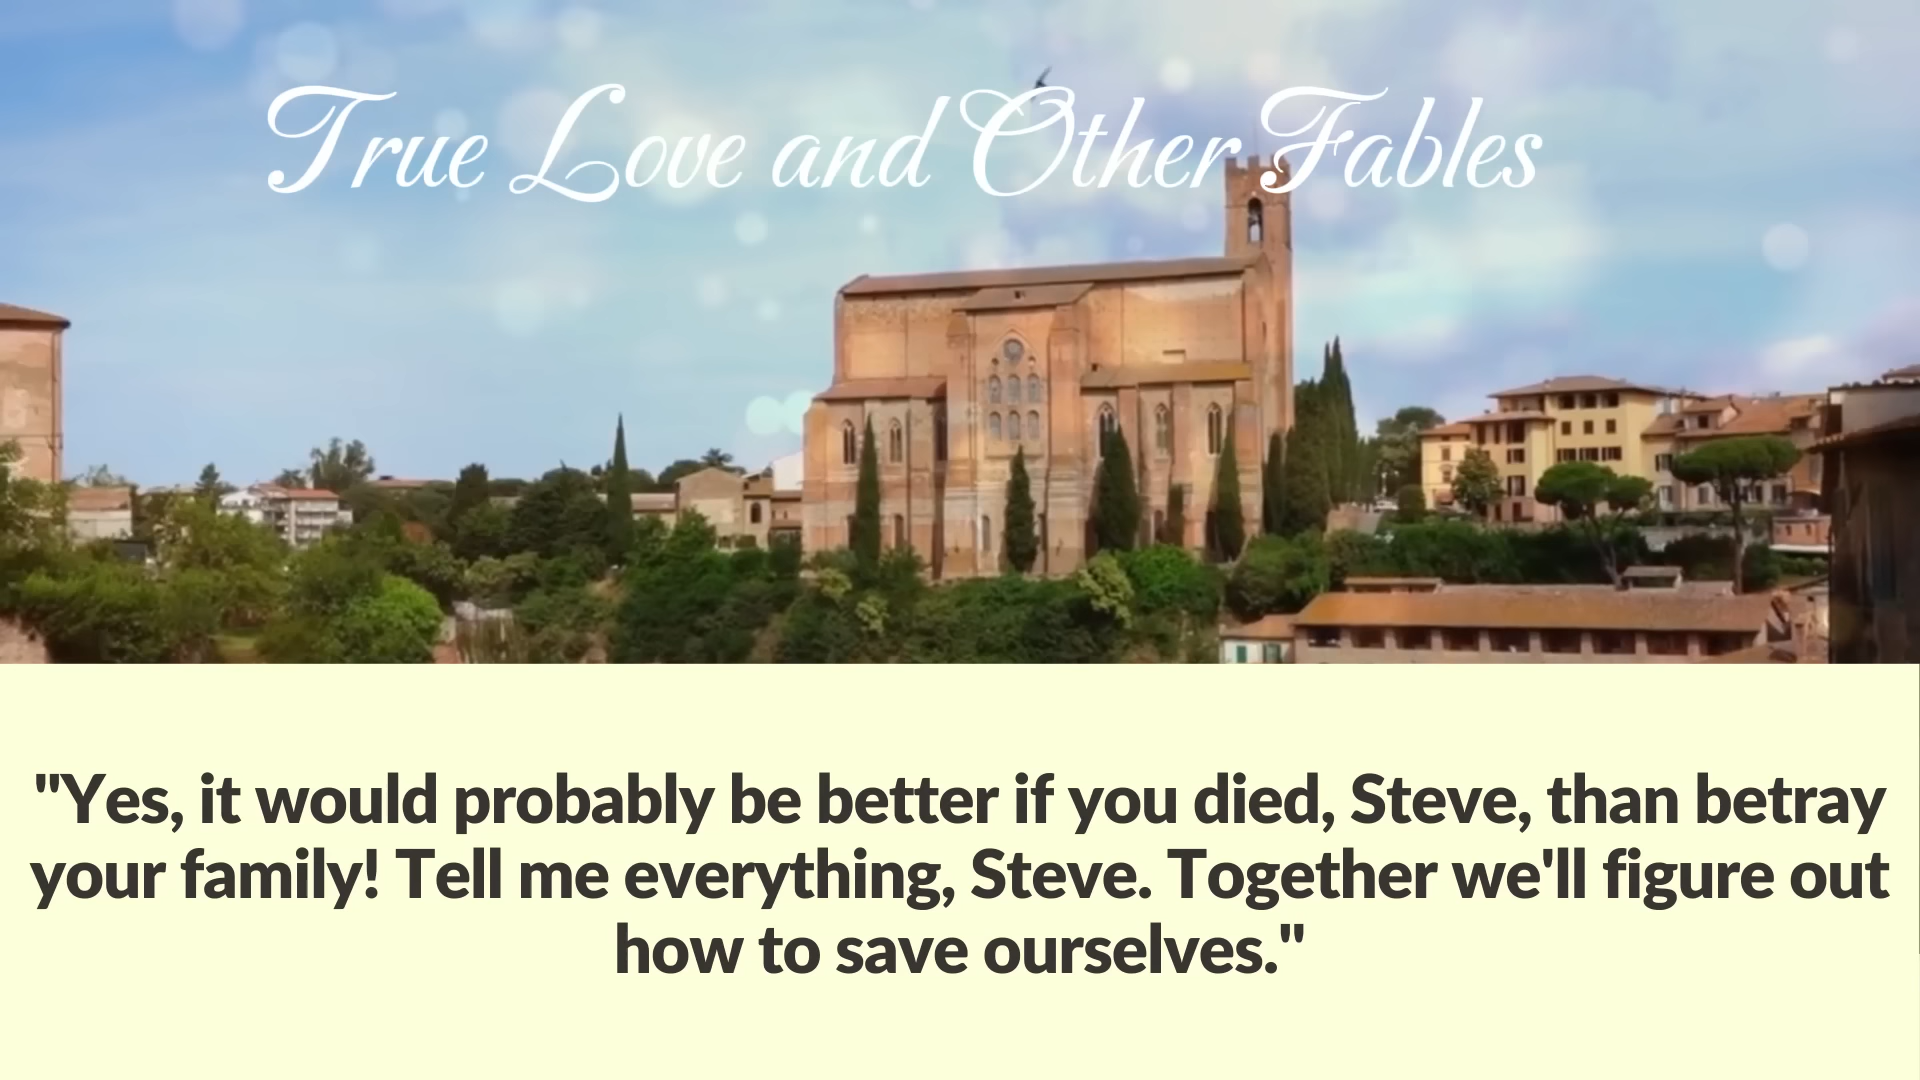 True Love and Other Fables
"Yes, it would probably be better if you died, Steve, than betray
your family! Tell me everything, Steve. Together we'll figure out
how to save ourselves."